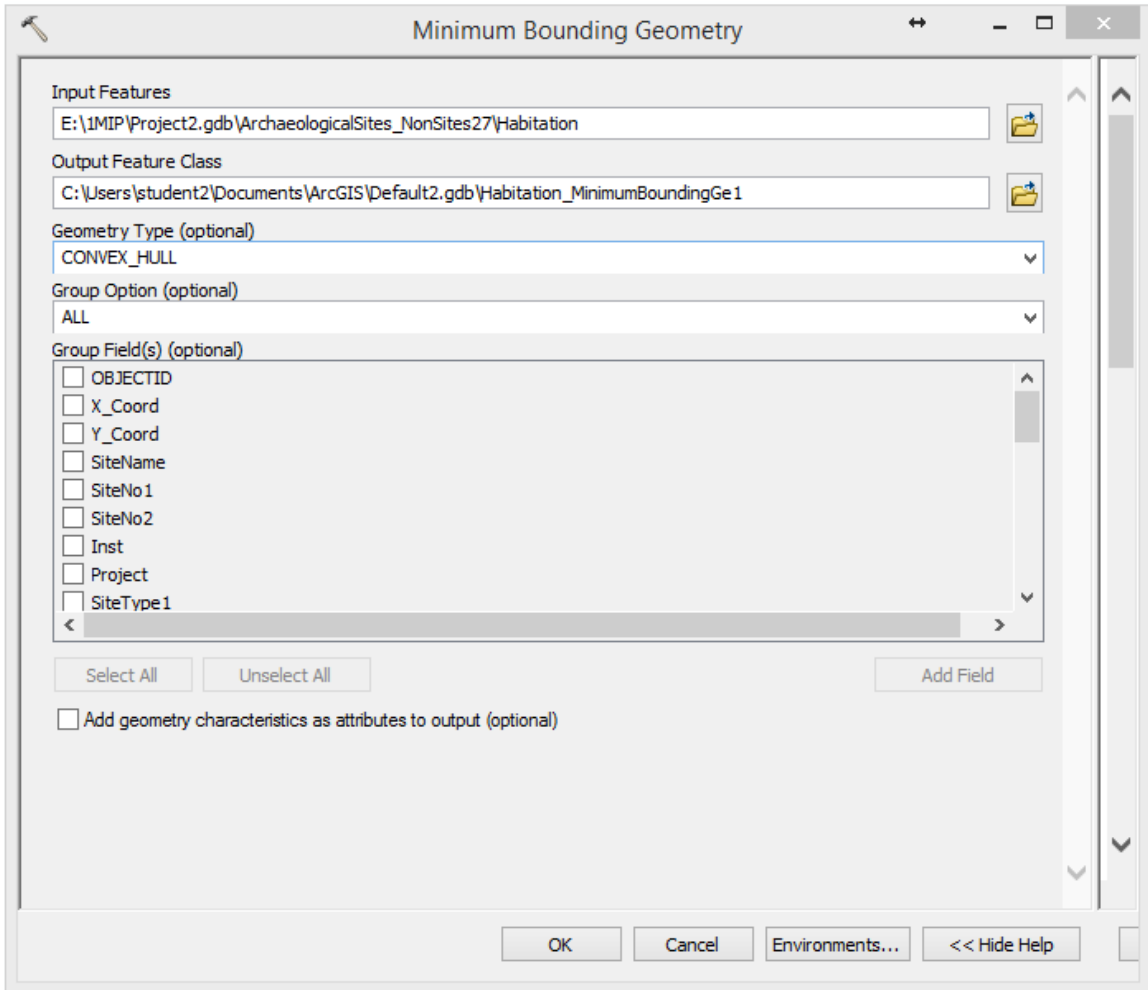 Minimum Bounding Geometry
Input Features
E:\1MIP\Project2.gdb\ArchaeologicalSites_NonSites27\Habitation
Output Feature Class
C:\Users\student2\Documents\ArcGIS\Default2.gdb\Habitation_MinimumBoundingGe1
Geometry Type (optional)
CONVEX_HULL
Group Option (optional)
ALL
Group Field(s) (optional)
OBJECTID
X_Coord
Y_Coord
SiteName
SiteNo1
SiteNo2
Inst
Project
SiteType1
Select All Unselect All Add Field
Add geometry characteristics as attributes to output (optional)
OK Cancel Environments... << Hide Help